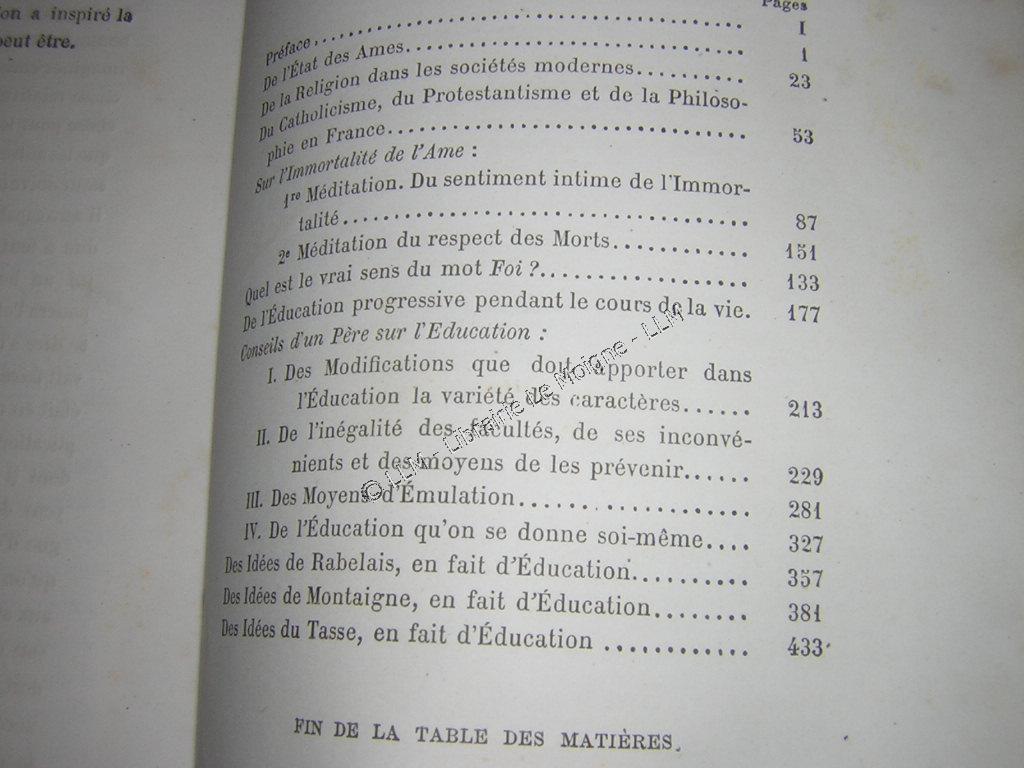 on a inspiré la
peut être.
Pages
Préface. I
De l'État des Ames. 1
De la Religion dans les sociétés modernes. 23
Du Catholicisme, du Protestantisme et de la Philoso-
phie en France. 53
Sur l'Immortalité de l'Ame :
1re Méditation. Du sentiment intime de l'Immor-
talité. 87
2e Méditation du respect des Morts. 151
Quel est le vrai sens du mot Foi ?. 133
De l'Éducation progressive pendant le cours de la vie. 177
Conseils d'un Père sur l'Education :
I. Des Modifications que doit apporter dans
l'Éducation la variété des caractères. 213
II. De l'inégalité des facultés, de ses inconvé-
nients et des moyens de les prévenir. 229
III. Des Moyens d'Émulation. 281
IV. De l'Éducation qu'on se donne soi-même. 327
Des Idées de Rabelais, en fait d'Éducation. 357
Des Idées de Montaigne, en fait d'Éducation. 381
Des Idées du Tasse, en fait d'Éducation 433
FIN DE LA TABLE DES MATIÈRES.
© LLM - Librairie Le Moigne - LLM